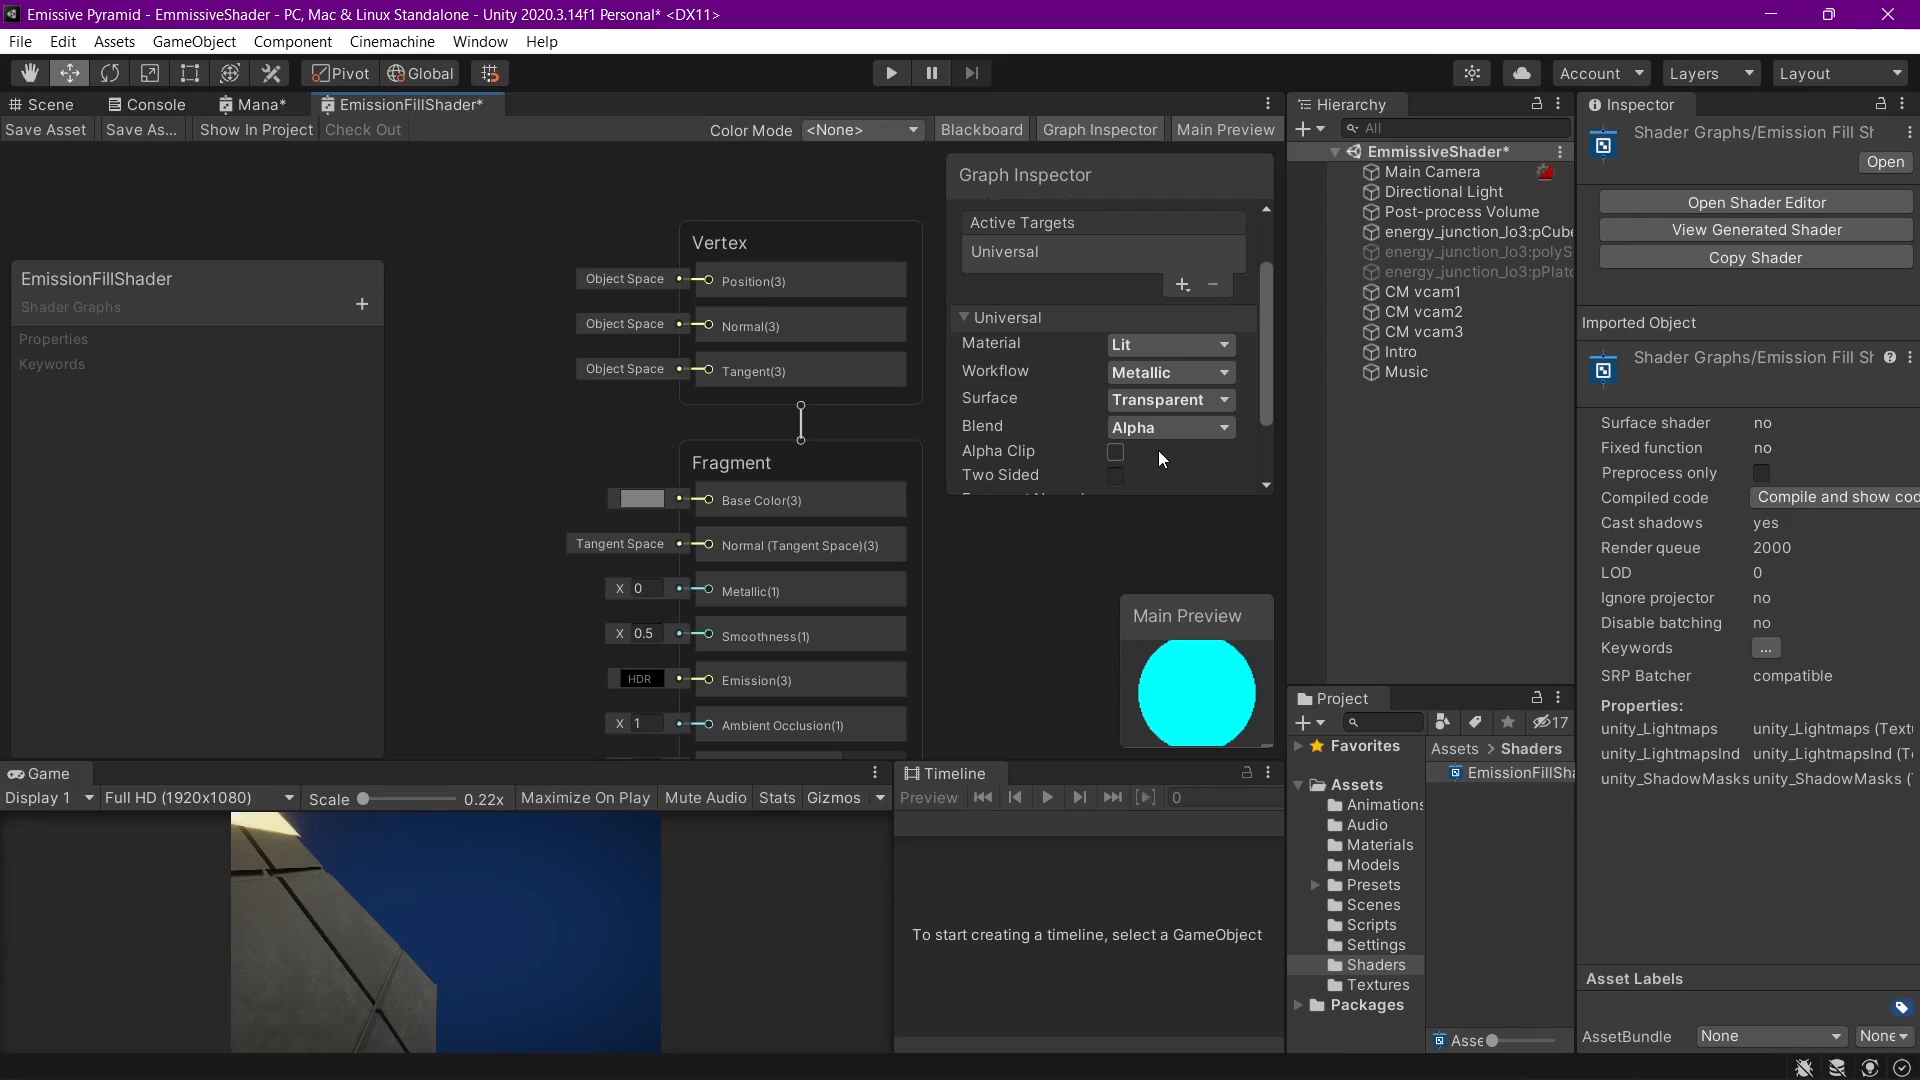 Emissive Pyramid - EmmissiveShader - PC, Mac & Linux Standalone - Unity 2020.3.14f1 Personal* <DX11>
File Edit Assets GameObject Component Cinemachine Window Help
Pivot Global Account Layers Layout
Scene Console Mana* EmissionFillShader*
Save Asset Save As... Show In Project Check Out Color Mode <None> Blackboard Graph Inspector Main Preview
EmissionFillShader
Shader Graphs
+
Properties
Keywords
Vertex
Object Space Position(3)
Object Space Normal(3)
Object Space Tangent(3)
Fragment
Base Color(3)
Tangent Space Normal (Tangent Space)(3)
X 0 Metallic(1)
X 0.5 Smoothness(1)
HDR Emission(3)
X 1 Ambient Occlusion(1)
Graph Inspector
Active Targets
Universal
Universal
Material Lit
Workflow Metallic
Surface Transparent
Blend Alpha
Alpha Clip
Two Sided
Main Preview
Hierarchy
All
EmmissiveShader*
Main Camera
Directional Light
Post-process Volume
energy_junction_lo3:pCube
energy_junction_lo3:polyS
energy_junction_lo3:pPlatc
CM vcam1
CM vcam2
CM vcam3
Intro
Music
Inspector
Shader Graphs/Emission Fill Sh
Open
Open Shader Editor
View Generated Shader
Copy Shader
Imported Object
Shader Graphs/Emission Fill Sh
Surface shader no
Fixed function no
Preprocess only
Compiled code Compile and show cod
Cast shadows yes
Render queue 2000
LOD 0
Ignore projector no
Disable batching no
Keywords ...
SRP Batcher compatible
Properties:
unity_Lightmaps unity_Lightmaps (Textu
unity_LightmapsInd unity_LightmapsInd (Te
unity_ShadowMasks unity_ShadowMasks (T
Asset Labels
AssetBundle None None
Project
17
Favorites
Assets
Animations
Audio
Materials
Models
Presets
Scenes
Scripts
Settings
Shaders
Textures
Packages
Assets > Shaders
EmissionFillSha
Asse
Game
Display 1 Full HD (1920x1080) Scale 0.22x Maximize On Play Mute Audio Stats Gizmos
Timeline
Preview 0
To start creating a timeline, select a GameObject